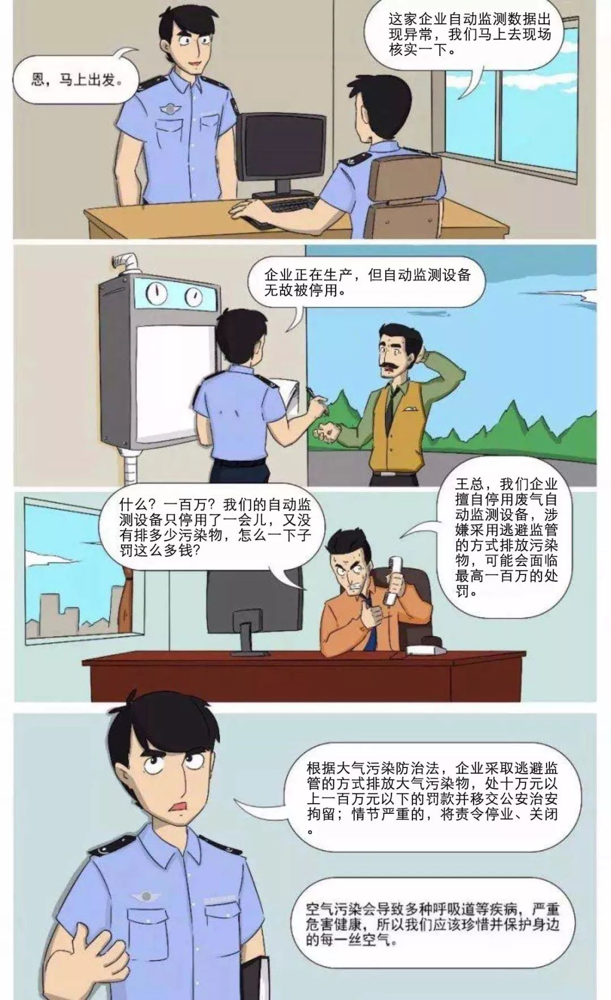 这家企业自动监测数据出
现异常，我们马上去现场
核实一下。
恩，马上出发。
企业正在生产，但自动监测设备
无故被停用。
王总，我们企业
擅自停用废气自
动监测设备，涉
嫌采用逃避监管
的方式排放污染
物，可能会面临
最高一百万的处
罚。
什么？一百万？我们的自动监
测设备只停用了一会儿，又没
有排多少污染物，怎么一下子
罚这么多钱？
根据大气污染防治法，企业采取逃避监
管的方式排放大气污染物，处十万元以
上一百万元以下的罚款并移交公安治安
拘留；情节严重的，将责令停业、关闭
。
空气污染会导致多种呼吸道等疾病，严重
危害健康，所以我们应该珍惜并保护身边
的每一丝空气。